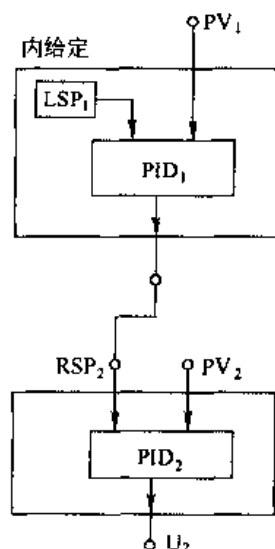 PV₁
内给定
LSP₁
PID₁
RSP₂
PV₂
PID₂
U₂